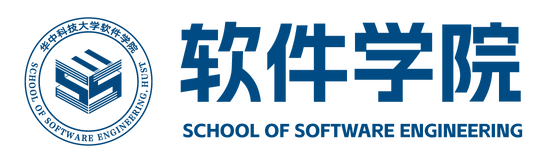 华中科技大学软件学院
SCHOOL OF SOFTWARE ENGINEERING, HUST
软件学院
SCHOOL OF SOFTWARE ENGINEERING